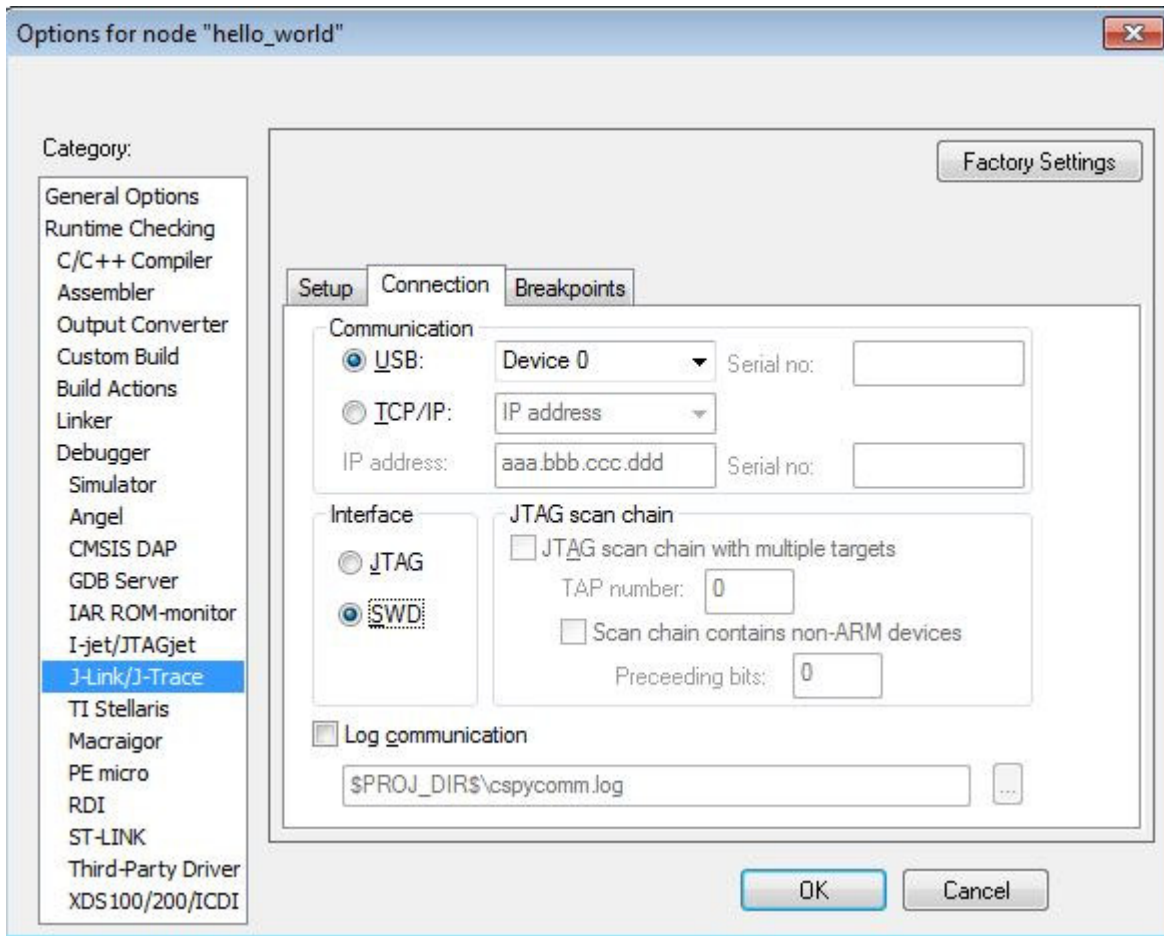 Options for node "hello_world"
Category:
General Options
Runtime Checking
C/C++ Compiler
Assembler
Output Converter
Custom Build
Build Actions
Linker
Debugger
Simulator
Angel
CMSIS DAP
GDB Server
IAR ROM-monitor
I-jet/JTAGjet
J-Link/J-Trace
TI Stellaris
Macraigor
PE micro
RDI
ST-LINK
Third-Party Driver
XDS100/200/ICDI
Factory Settings
Setup Connection Breakpoints
Communication
USB: Device 0 Serial no:
TCP/IP: IP address
IP address: aaa.bbb.ccc.ddd Serial no:
Interface
JTAG
SWD
JTAG scan chain
JTAG scan chain with multiple targets
TAP number: 0
Scan chain contains non-ARM devices
Preceeding bits: 0
Log communication
$PROJ_DIR$\cspycomm.log ...
OK Cancel